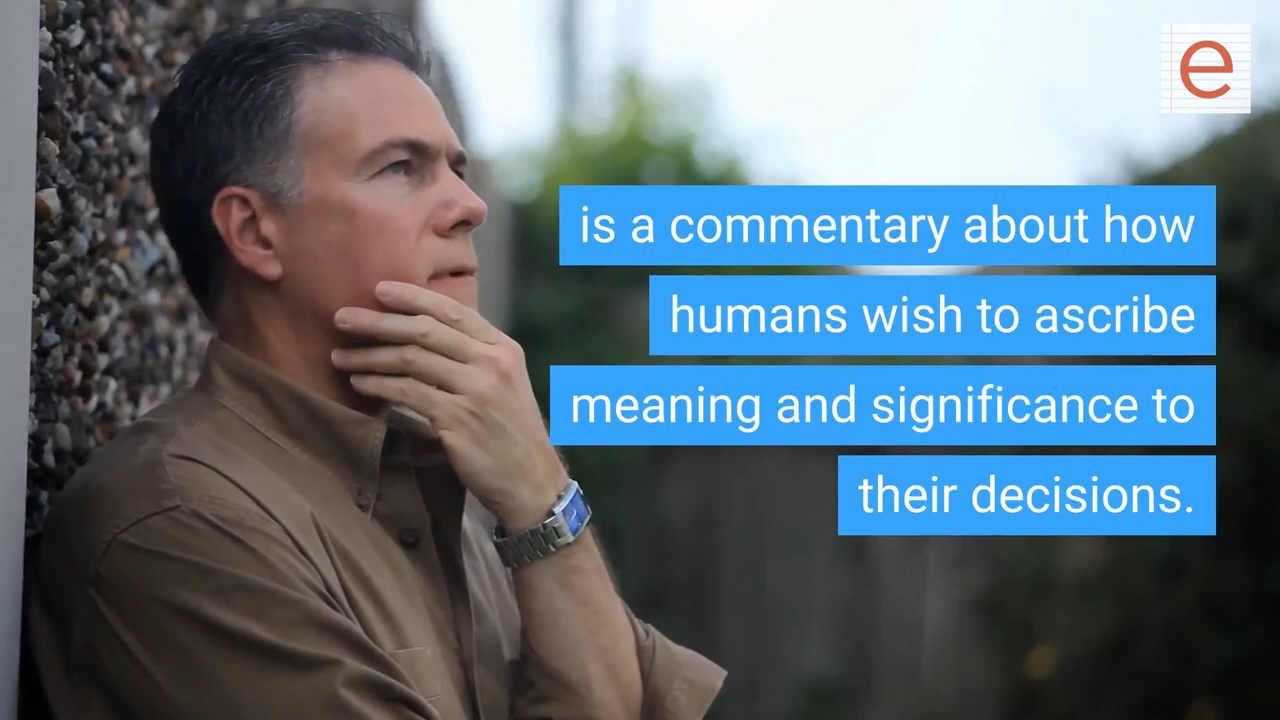 e
is a commentary about how
humans wish to ascribe
meaning and significance to
their decisions.